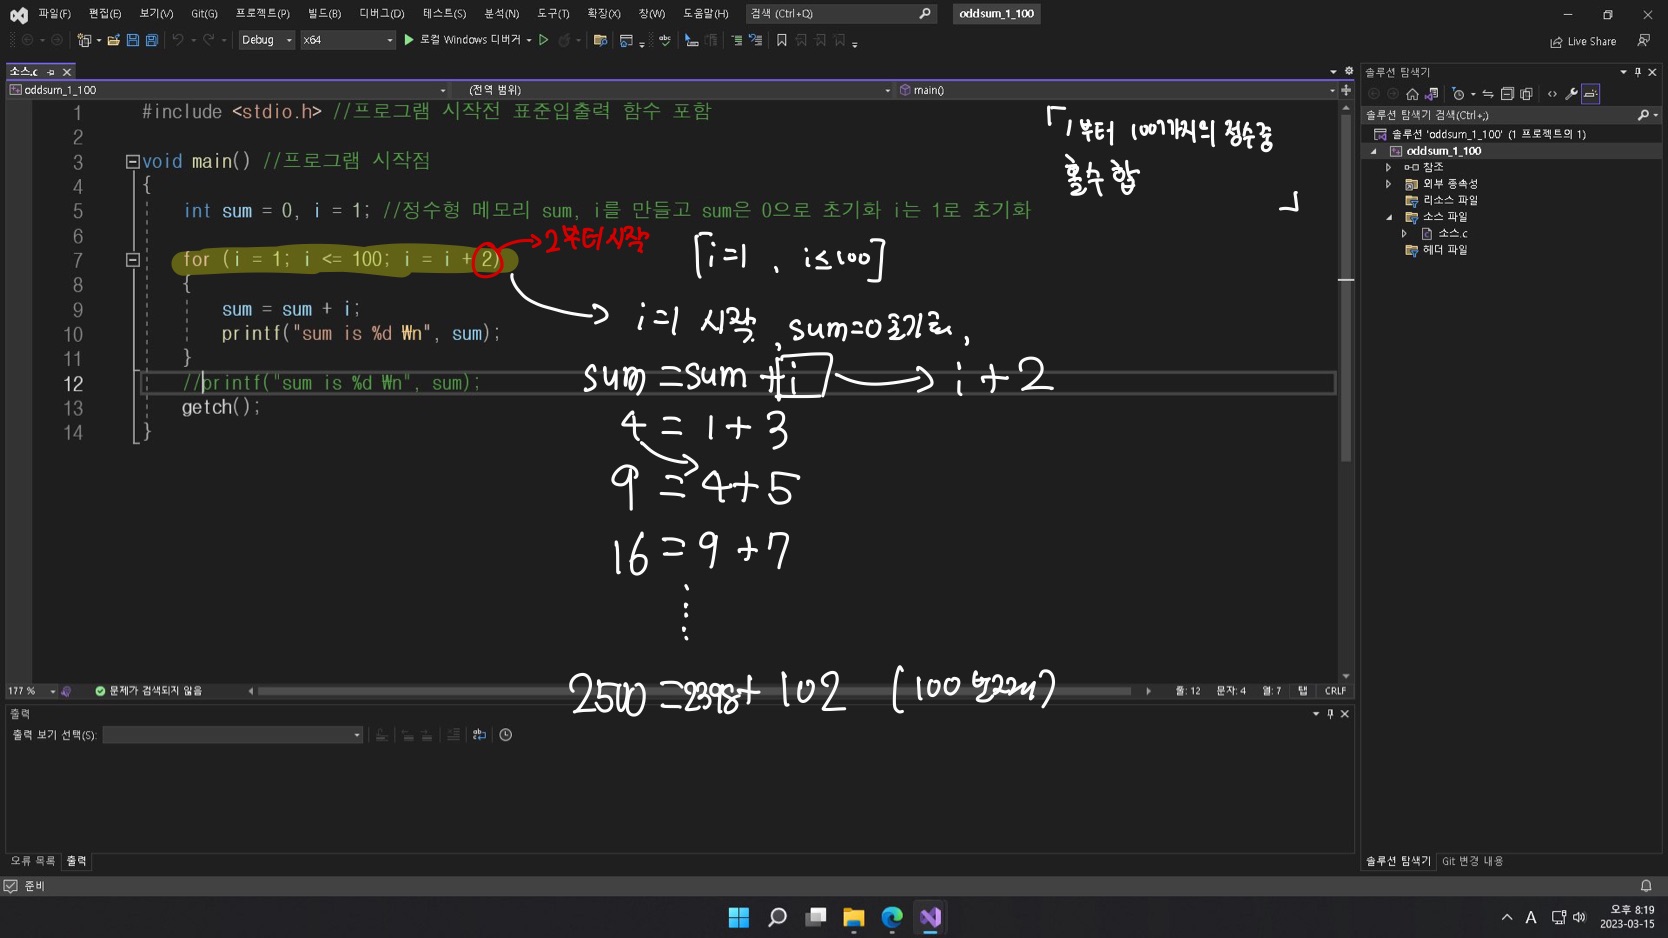 파일(F) 편집(E) 보기(V) Git(G) 프로젝트(P) 빌드(B) 디버그(D) 테스트(S) 분석(N) 도구(T) 확장(X) 창(W) 도움말(H) 검색 (Ctrl+Q) oddsum_1_100
Debug x64 로컬 Windows 디버거 Live Share
소스.c
oddsum_1_100 (전역 범위) main()
1 #include <stdio.h> //프로그램 시작전 표준입출력 함수 포함
2
3 void main() //프로그램 시작점
4 {
5 int sum = 0, i = 1; //정수형 메모리 sum, i를 만들고 sum은 0으로 초기화 i는 1로 초기화
6
7 for (i = 1; i <= 100; i = i + 2)
8 {
9 sum = sum + i;
10 printf("sum is %d ₩n", sum);
11 }
12 //printf("sum is %d ₩n", sum);
13 getch();
14 }
「1부터 100까지의 정수중
홀수 합
」
2부터시작
[i=1 , i≤100]
i=1 시작, sum=0 초기화,
sum=sum+i → i+2
4 = 1+3
9 = 4+5
16 = 9+7
⋮
2500=2398+ 102 (100 번째)
177 % 문제가 검색되지 않음 줄: 12 문자: 4 열: 7 탭 CRLF
출력
출력 보기 선택(S):
오류 목록 출력
준비
솔루션 탐색기
솔루션 탐색기 검색(Ctrl+;)
솔루션 'oddsum_1_100' (1 프로젝트의 1)
oddsum_1_100
참조
외부 종속성
리소스 파일
소스 파일
소스.c
헤더 파일
솔루션 탐색기 Git 변경 내용
A 오후 8:19
2023-03-15